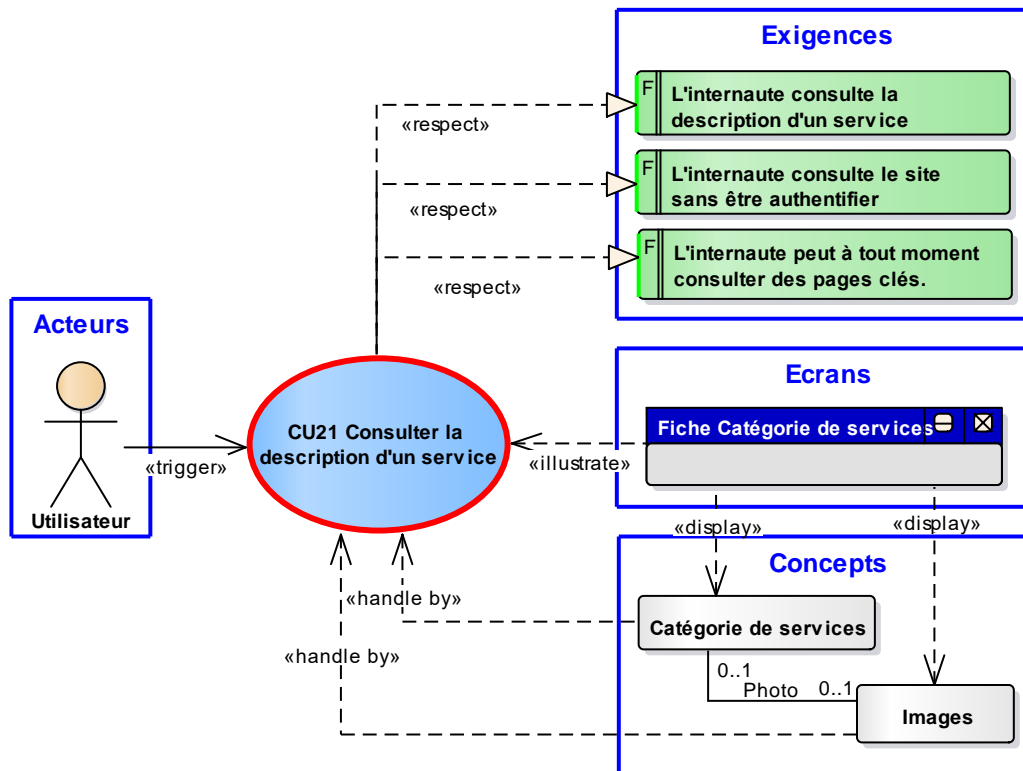 Exigences
F
L'internaute consulte la
description d'un service
«respect»
F
L'internaute consulte le site
sans être authentifier
«respect»
F
L'internaute peut à tout moment
consulter des pages clés.
«respect»
Acteurs
Utilisateur
«trigger»
CU21 Consulter la
description d'un service
Ecrans
Fiche Catégorie de services
«illustrate»
«display»
«display»
Concepts
«handle by»
Catégorie de services
«handle by»
0..1
Photo
0..1
Images